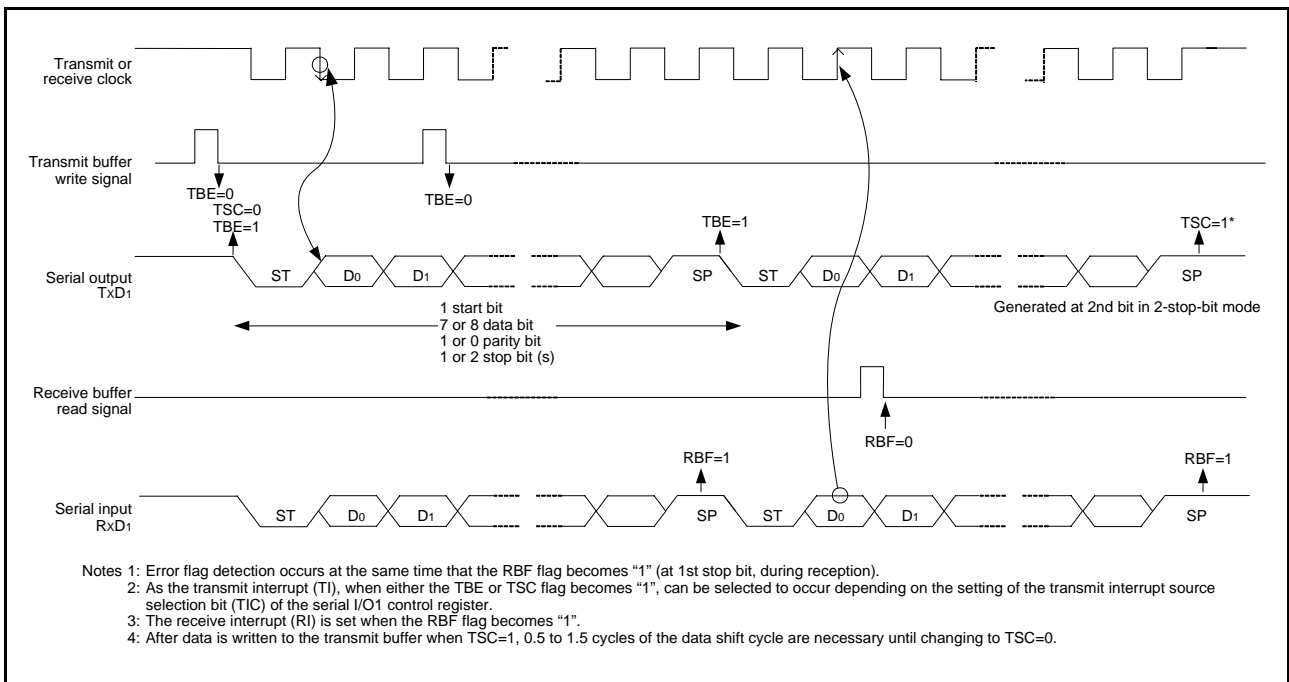 Transmit or
receive clock
Transmit buffer
write signal
TBE=0
TSC=0
TBE=1
TBE=0
TBE=1
TSC=1*
Serial output
TXD1
ST
D0
D1
SP
ST
D0
D1
SP
1 start bit
7 or 8 data bit
1 or 0 parity bit
1 or 2 stop bit (s)
Generated at 2nd bit in 2-stop-bit mode
Receive buffer
read signal
RBF=0
RBF=1
RBF=1
Serial input
RXD1
ST
D0
D1
SP
ST
D0
D1
SP
Notes 1: Error flag detection occurs at the same time that the RBF flag becomes “1” (at 1st stop bit, during reception).
2: As the transmit interrupt (TI), when either the TBE or TSC flag becomes “1”, can be selected to occur depending on the setting of the transmit interrupt source
selection bit (TIC) of the serial I/O1 control register.
3: The receive interrupt (RI) is set when the RBF flag becomes “1”.
4: After data is written to the transmit buffer when TSC=1, 0.5 to 1.5 cycles of the data shift cycle are necessary until changing to TSC=0.